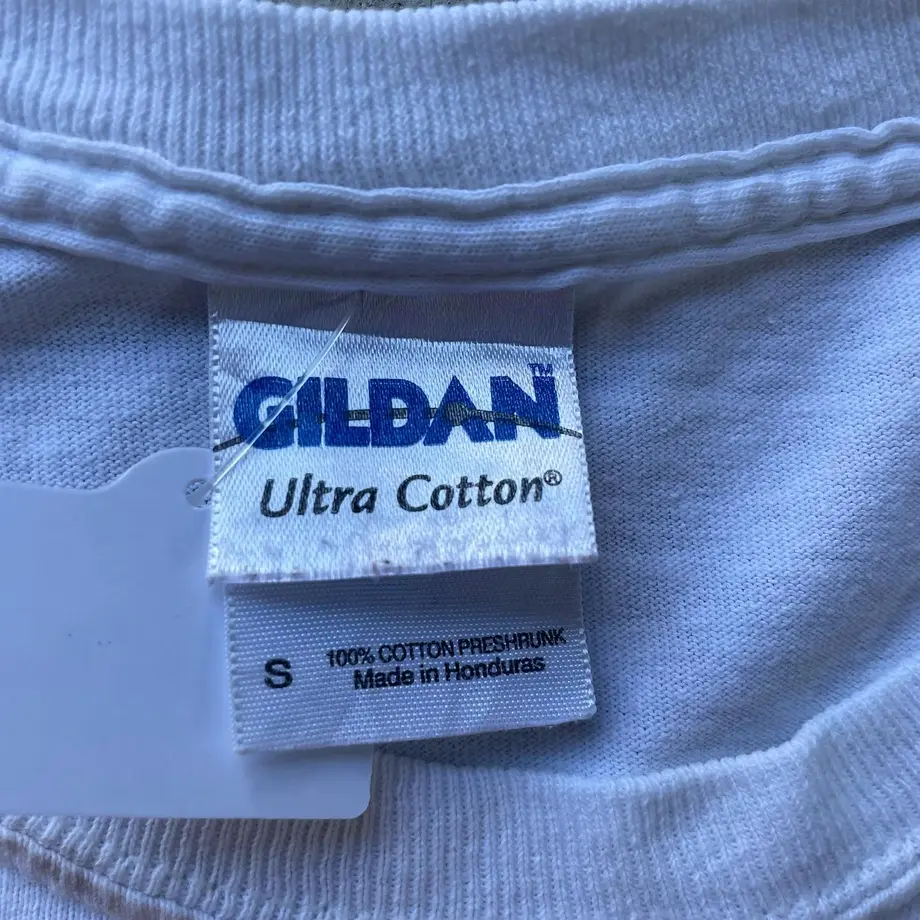 GILDAN™
Ultra Cotton®
S 100% COTTON PRESHRUNK
Made in Honduras